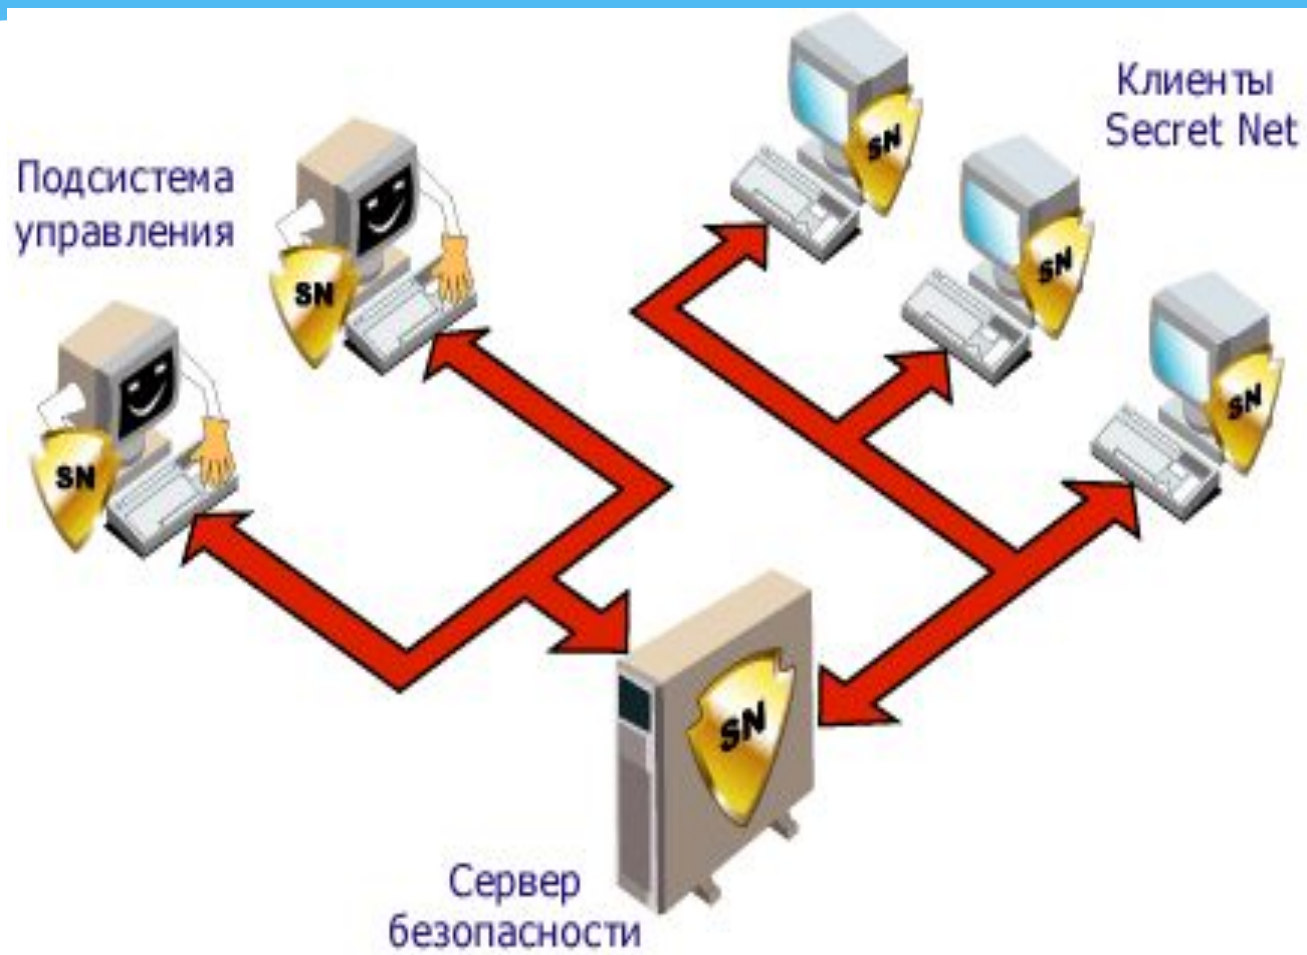 Клиенты
Secret Net
Подсистема
управления
SN
SN
SN
SN
SN
SN
Сервер
безопасности